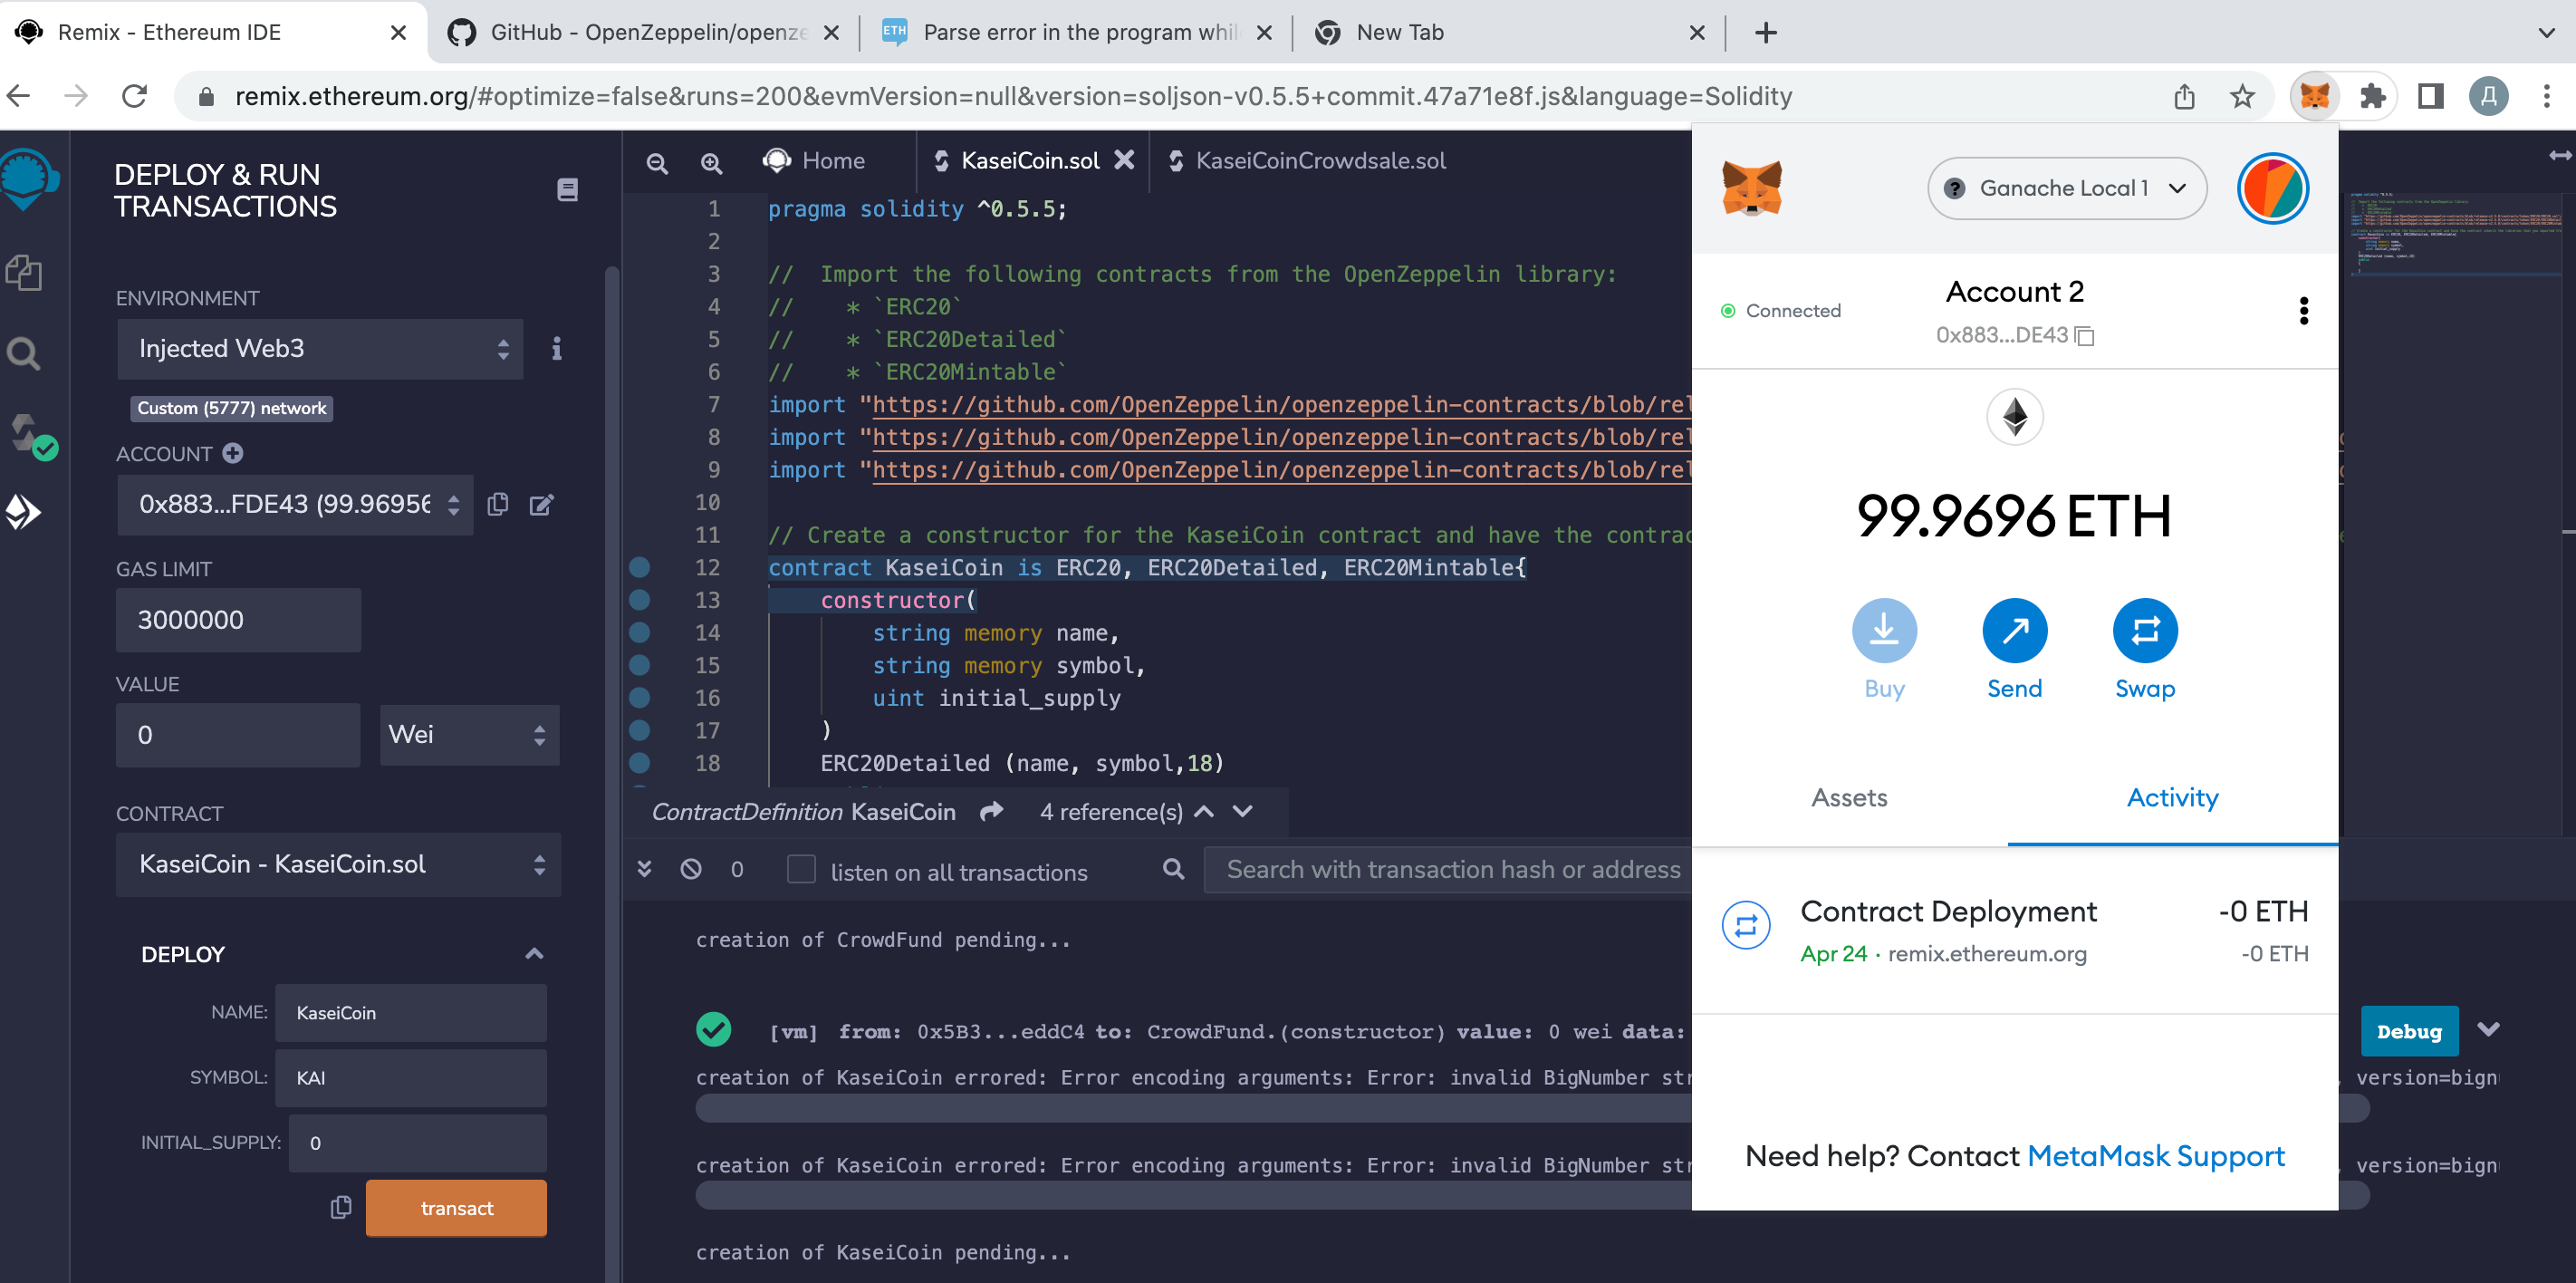 Remix - Ethereum IDE
GitHub - OpenZeppelin/openze
ETH
Parse error in the program whil
New Tab
remix.ethereum.org/#optimize=false&runs=200&evmVersion=null&version=soljson-v0.5.5+commit.47a71e8f.js&language=Solidity
Д
DEPLOY & RUN
TRANSACTIONS
ENVIRONMENT
Injected Web3
i
Custom (5777) network
ACCOUNT
0x883...FDE43 (99.96956
GAS LIMIT
3000000
VALUE
0
Wei
CONTRACT
KaseiCoin - KaseiCoin.sol
DEPLOY
NAME:
KaseiCoin
SYMBOL:
KAI
INITIAL_SUPPLY:
0
transact
Home
KaseiCoin.sol
KaseiCoinCrowdsale.sol
1 pragma solidity ^0.5.5;
2
3 //  Import the following contracts from the OpenZeppelin library:
4 //    * `ERC20`
5 //    * `ERC20Detailed`
6 //    * `ERC20Mintable`
7 import "https://github.com/OpenZeppelin/openzeppelin-contracts/blob/rel
8 import "https://github.com/OpenZeppelin/openzeppelin-contracts/blob/rel
9 import "https://github.com/OpenZeppelin/openzeppelin-contracts/blob/rel
10
11 // Create a constructor for the KaseiCoin contract and have the contrac
12 contract KaseiCoin is ERC20, ERC20Detailed, ERC20Mintable{
13     constructor(
14         string memory name,
15         string memory symbol,
16         uint initial_supply
17     )
18     ERC20Detailed (name, symbol,18)
ContractDefinition KaseiCoin
4 reference(s)
0
listen on all transactions
Search with transaction hash or address
creation of CrowdFund pending...
[vm] from: 0x5B3...eddC4 to: CrowdFund.(constructor) value: 0 wei data:
Debug
creation of KaseiCoin errored: Error encoding arguments: Error: invalid BigNumber str
, version=bign
creation of KaseiCoin errored: Error encoding arguments: Error: invalid BigNumber str
, version=bign
creation of KaseiCoin pending...
? Ganache Local 1
Connected
Account 2
0x883...DE43
99.9696 ETH
Buy
Send
Swap
Assets
Activity
Contract Deployment
-0 ETH
Apr 24 · remix.ethereum.org
-0 ETH
Need help? Contact MetaMask Support